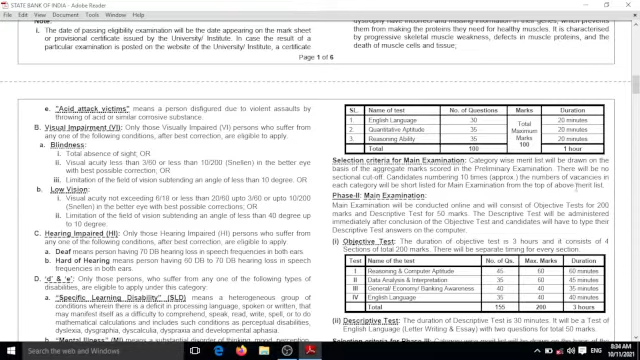 STATE BANK OF INDIA - Adobe Reader
File Edit View Window Help
Note:
i. The date of passing eligibility examination will be the date appearing on the mark sheet
or provisional certificate issued by the University/ Institute. In case the result of a
particular examination is posted on the website of the University/ Institute, a certificate
dystrophy have incorrect and missing information in their genes, which prevents
them from making the proteins they need for healthy muscles. It is characterised
by progressive skeletal muscle weakness, defects in muscle proteins, and
the death of muscle cells and tissue;
Page 1 of 6
e. "Acid attack victims" means a person disfigured due to violent assaults by
throwing of acid or similar corrosive substance.
B. Visual Impairment (VI): Only those Visually Impaired (VI) persons who suffer from
any one of the following conditions, after best correction, are eligible to apply.
a. Blindness:
i. Total absence of sight; OR
ii. Visual acuity less than 3/60 or less than 10/200 (Snellen) in the better eye
with best possible correction; OR
iii. Limitation of the field of vision subtending an angle of less than 10 degree.
b. Low Vision:
i. Visual acuity not exceeding 6/18 or less than 20/60 upto 3/60 or upto 10/200
(Snellen) in the better eye with best possible corrections; OR
ii. Limitation of the field of vision subtending an angle of less than 40 degree up
to 10 degree.
C. Hearing Impaired (HI): Only those Hearing Impaired (HI) persons who suffer from
any one of the following conditions, after best correction, are eligible to apply:
a. Deaf means person having 70 DB hearing loss in speech frequencies in both ears
b. Hard of Hearing means person having 60 DB to 70 DB hearing loss in speech
frequencies in both ears.
D. 'd' & 'e': Only those persons, who suffer from any one of the following types of
disabilities, are eligible to apply under this category:
a. "Specific Learning Disability" (SLD) means a heterogeneous group of
conditions wherein there is a deficit in processing language, spoken or written, that
may manifest itself as a difficulty to comprehend, speak, read, write, spell, or to do
mathematical calculations and includes such conditions as perceptual disabilities,
dyslexia, dysgraphia, dyscalculia, dyspraxia and developmental aphasia.
b. "Mental Illness" means a substantial disorder of thinking, mood, perception,
SL. Name of test No. of Questions Marks Duration
1. English Language 30 Total Maximum Marks 100 20 minutes
2. Quantitative Aptitude 35 20 minutes
3. Reasoning Ability 35 20 minutes
Total 100 1 hour
Selection criteria for Main Examination: Category wise merit list will be drawn on the
basis of the aggregate marks scored in the Preliminary Examination. There will be
no sectional cut-off. Candidates numbering 10 times (approx.) the numbers of vacancies in
each category will be short listed for Main Examination from the top of above merit list.
Phase-II: Main Examination:
Main Examination will be conducted online and will consist of Objective Tests for 200
marks and Descriptive Test for 50 marks. The Descriptive Test will be administered
immediately after conclusion of the Objective Test and candidates will have to type their
Descriptive Test answers on the computer.
(i) Objective Test: The duration of objective test is 3 hours and it consists of 4
Sections of total 200 marks. There will be separate timing for every section.
Test Name of the test No. of Qs. Marks Duration
I Reasoning & Computer Aptitude 45 60 60 minutes
II Data Analysis & Interpretation 35 60 45 minutes
III General/ Economy/ Banking Awareness 40 40 35 minutes
IV English Language 35 40 40 minutes
Total 155 200 3 hours
(ii) Descriptive Test: The duration of Descriptive Test is 30 minutes. It will be a Test of
English Language (Letter Writing & Essay) with two questions for total 50 marks.
Search the web and Windows
8:34 AM
10/11/20